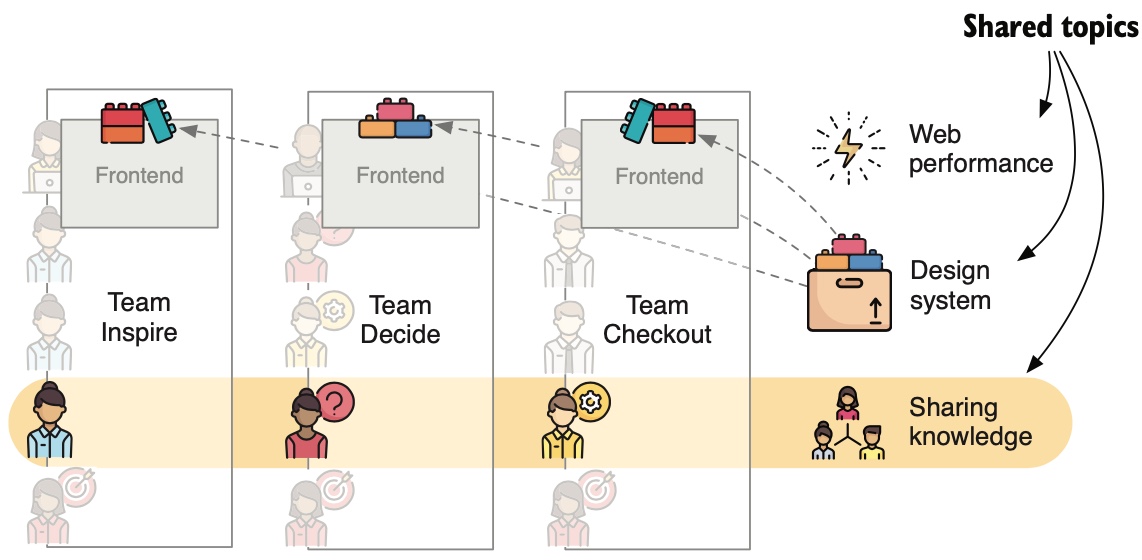 Shared topics
Frontend
Frontend
Frontend
Web
performance
Design
system
Team
Inspire
Team
Decide
Team
Checkout
Sharing
knowledge
?